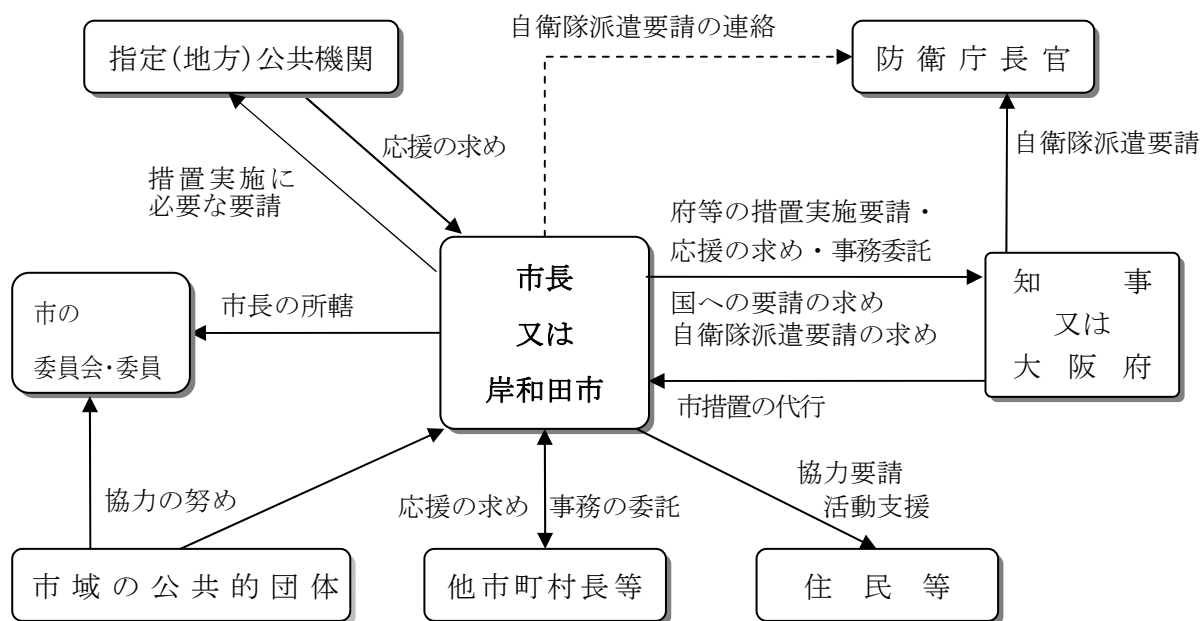 自衛隊派遣要請の連絡
指定(地方)公共機関
防衛庁長官
応援の求め
自衛隊派遣要請
措置実施に
必要な要請
府等の措置実施要請・
応援の求め・事務委託
市長
又は
岸和田市
知事
又は
大阪府
国への要請の求め
自衛隊派遣要請の求め
市長の所轄
市の
委員会・委員
市措置の代行
協力要請
活動支援
協力の努め
応援の求め
事務の委託
市域の公共的団体
他市町村長等
住民等